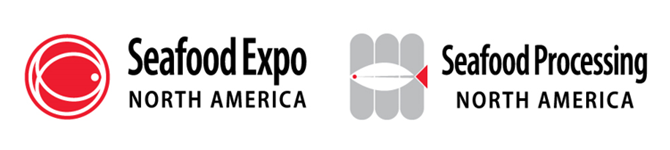 Seafood Expo
NORTH AMERICA
Seafood Processing
NORTH AMERICA